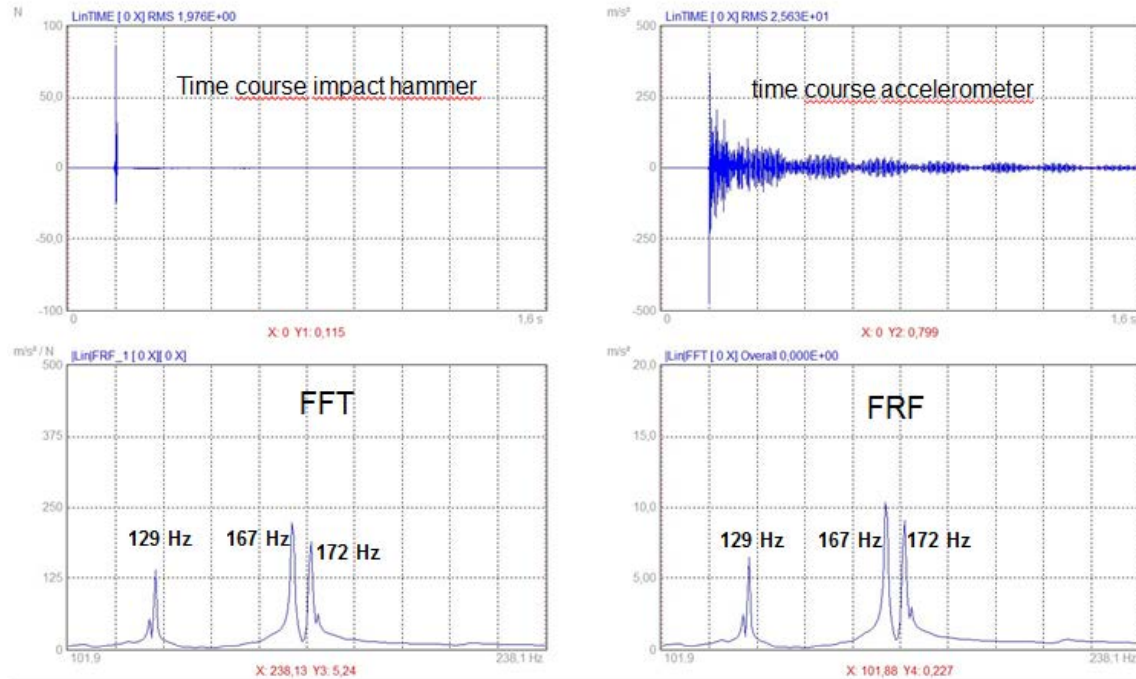 N
LinTIME [ 0 X] RMS 1,976E+00
100
50,0
0
-50,0
-100
Time course impact hammer
0
1,6 s
X: 0 Y1: 0,115
m/s²
LinTIME [ 0 X] RMS 2,563E+01
500
250
0
-250
-500
time course accelerometer
0
1,6 s
X: 0 Y2: 0,799
m/s² / N
|Lin|FRF_1 [ 0 X][ 0 X]
500
375
250
125
0
FFT
129 Hz
167 Hz
172 Hz
101.9
238,1 Hz
X: 238,13 Y3: 5,24
m/s²
|Lin|FFT [ 0 X] Overall 0,000E+00
20,0
15,0
10,0
5,00
0
FRF
129 Hz
167 Hz
172 Hz
101.9
238,1 Hz
X: 101,88 Y4: 0,227